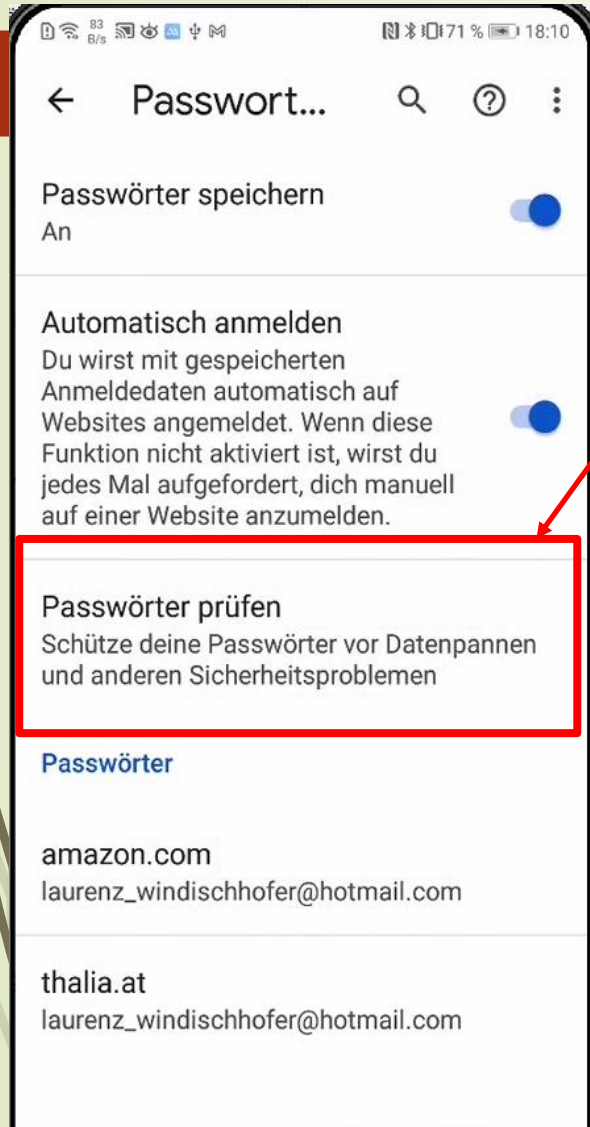 83
B/s
71 % 18:10
Passwort...
Passwörter speichern
An
Automatisch anmelden
Du wirst mit gespeicherten
Anmeldedaten automatisch auf
Websites angemeldet. Wenn diese
Funktion nicht aktiviert ist, wirst du
jedes Mal aufgefordert, dich manuell
auf einer Website anzumelden.
Passwörter prüfen
Schütze deine Passwörter vor Datenpannen
und anderen Sicherheitsproblemen
Passwörter
amazon.com
laurenz_windischhofer@hotmail.com
thalia.at
laurenz_windischhofer@hotmail.com